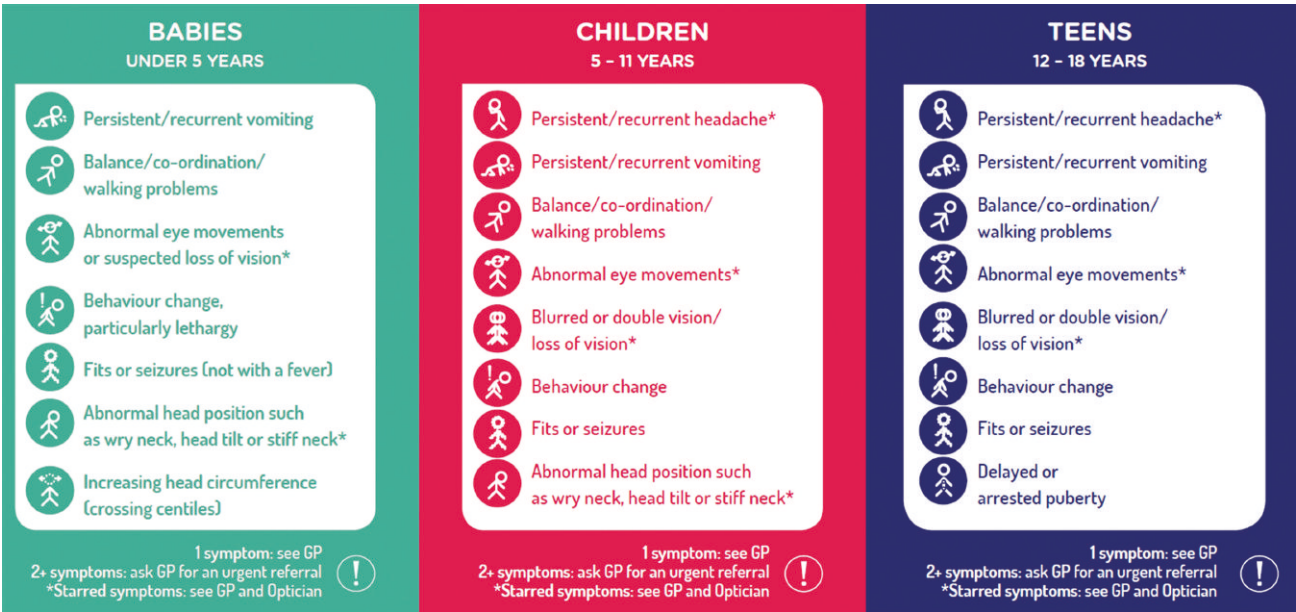 BABIES
UNDER 5 YEARS
Persistent/recurrent vomiting
Balance/co-ordination/
walking problems
Abnormal eye movements
or suspected loss of vision*
Behaviour change,
particularly lethargy
Fits or seizures (not with a fever)
Abnormal head position such
as wry neck, head tilt or stiff neck*
Increasing head circumference
(crossing centiles)
1 symptom: see GP
2+ symptoms: ask GP for an urgent referral
*Starred symptoms: see GP and Optician
!
CHILDREN
5 – 11 YEARS
Persistent/recurrent headache*
Persistent/recurrent vomiting
Balance/co-ordination/
walking problems
Abnormal eye movements*
Blurred or double vision/
loss of vision*
Behaviour change
Fits or seizures
Abnormal head position such
as wry neck, head tilt or stiff neck*
1 symptom: see GP
2+ symptoms: ask GP for an urgent referral
*Starred symptoms: see GP and Optician
!
TEENS
12 – 18 YEARS
Persistent/recurrent headache*
Persistent/recurrent vomiting
Balance/co-ordination/
walking problems
Abnormal eye movements*
Blurred or double vision/
loss of vision*
Behaviour change
Fits or seizures
Delayed or
arrested puberty
1 symptom: see GP
2+ symptoms: ask GP for an urgent referral
*Starred symptoms: see GP and Optician
!